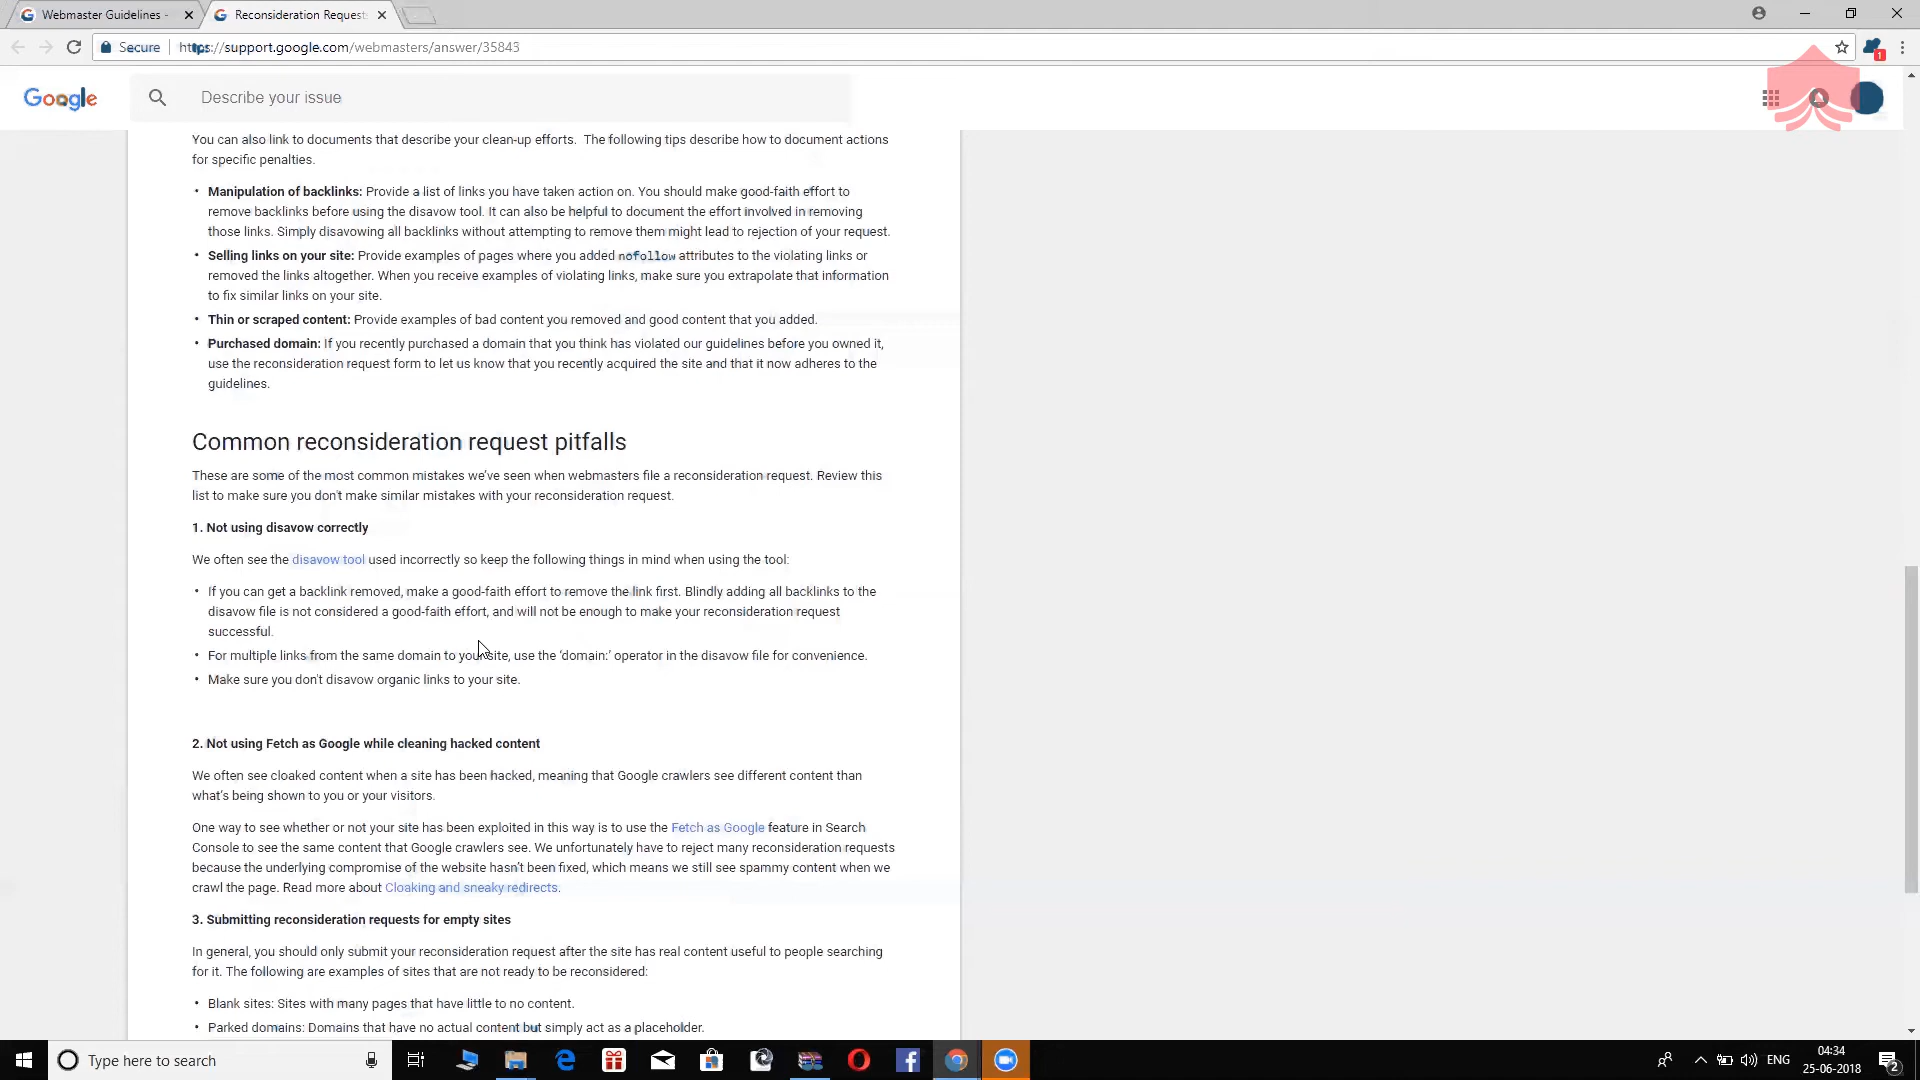 Webmaster Guidelines -
Reconsideration Requests
Secure
https://support.google.com/webmasters/answer/35843
1
Google
Describe your issue
You can also link to documents that describe your clean-up efforts. The following tips describe how to document actions
for specific penalties.
• Manipulation of backlinks: Provide a list of links you have taken action on. You should make good-faith effort to
remove backlinks before using the disavow tool. It can also be helpful to document the effort involved in removing
those links. Simply disavowing all backlinks without attempting to remove them might lead to rejection of your request.
• Selling links on your site: Provide examples of pages where you added nofollow attributes to the violating links or
removed the links altogether. When you receive examples of violating links, make sure you extrapolate that information
to fix similar links on your site.
• Thin or scraped content: Provide examples of bad content you removed and good content that you added.
• Purchased domain: If you recently purchased a domain that you think has violated our guidelines before you owned it,
use the reconsideration request form to let us know that you recently acquired the site and that it now adheres to the
guidelines.
Common reconsideration request pitfalls
These are some of the most common mistakes we've seen when webmasters file a reconsideration request. Review this
list to make sure you don't make similar mistakes with your reconsideration request.
1. Not using disavow correctly
We often see the disavow tool used incorrectly so keep the following things in mind when using the tool:
• If you can get a backlink removed, make a good-faith effort to remove the link first. Blindly adding all backlinks to the
disavow file is not considered a good-faith effort, and will not be enough to make your reconsideration request
successful.
• For multiple links from the same domain to your site, use the 'domain:' operator in the disavow file for convenience.
• Make sure you don't disavow organic links to your site.
2. Not using Fetch as Google while cleaning hacked content
We often see cloaked content when a site has been hacked, meaning that Google crawlers see different content than
what's being shown to you or your visitors.
One way to see whether or not your site has been exploited in this way is to use the Fetch as Google feature in Search
Console to see the same content that Google crawlers see. We unfortunately have to reject many reconsideration requests
because the underlying compromise of the website hasn't been fixed, which means we still see spammy content when we
crawl the page. Read more about Cloaking and sneaky redirects.
3. Submitting reconsideration requests for empty sites
In general, you should only submit your reconsideration request after the site has real content useful to people searching
for it. The following are examples of sites that are not ready to be reconsidered:
• Blank sites: Sites with many pages that have little to no content.
• Parked domains: Domains that have no actual content but simply act as a placeholder.
Type here to search
ENG
04:34
25-06-2018
2